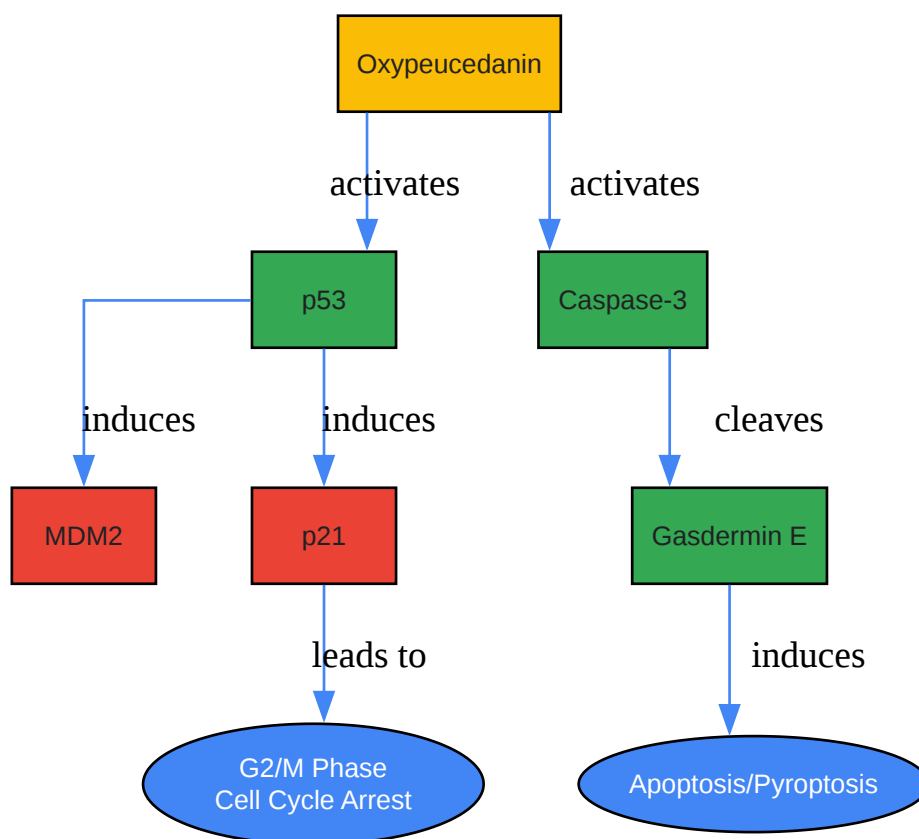 Oxypeucedanin
activates activates
p53 Caspase-3
induces induces cleaves
MDM2 p21 Gasdermin E
leads to induces
G2/M Phase
Cell Cycle Arrest
Apoptosis/Pyroptosis